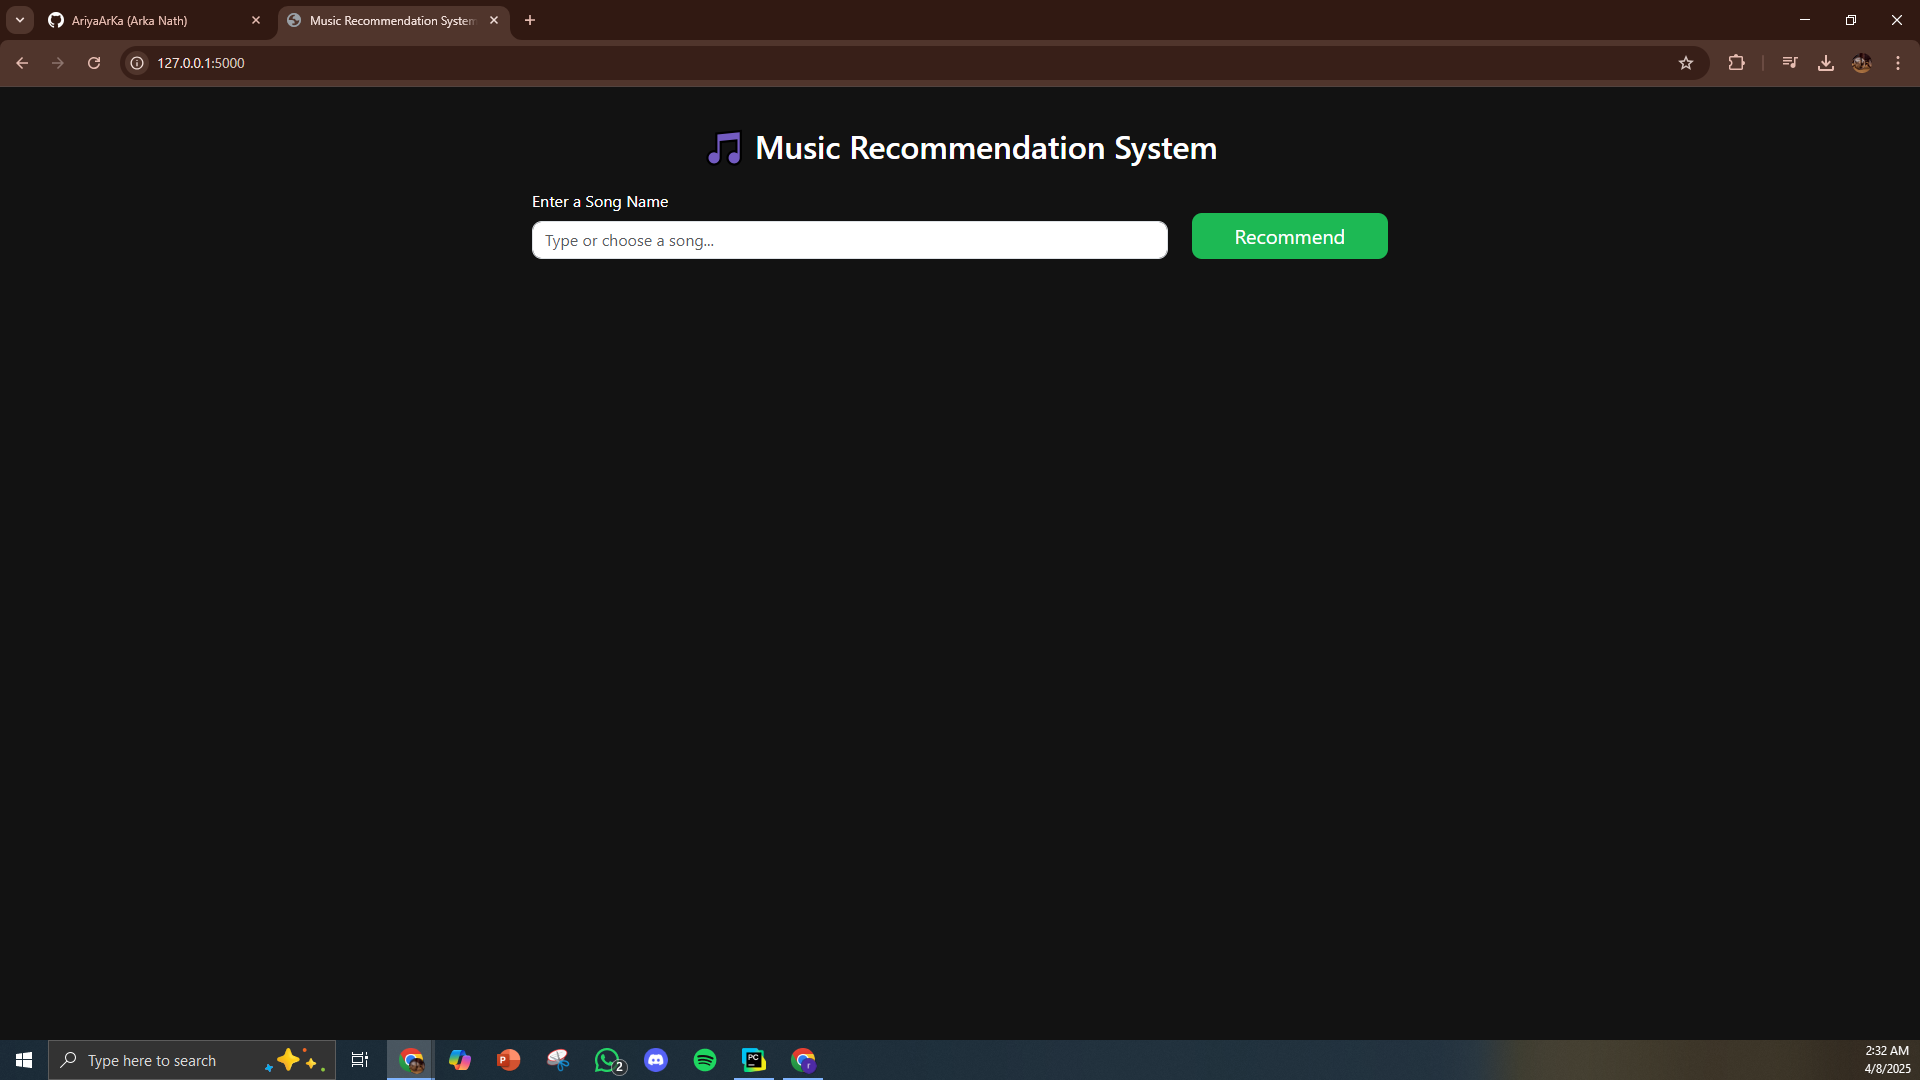 AriyaArKa (Arka Nath)
Music Recommendation System
127.0.0.1:5000
Music Recommendation System
Enter a Song Name
Type or choose a song...
Recommend
Type here to search
P
2
PC
r
2:32 AM
4/8/2025